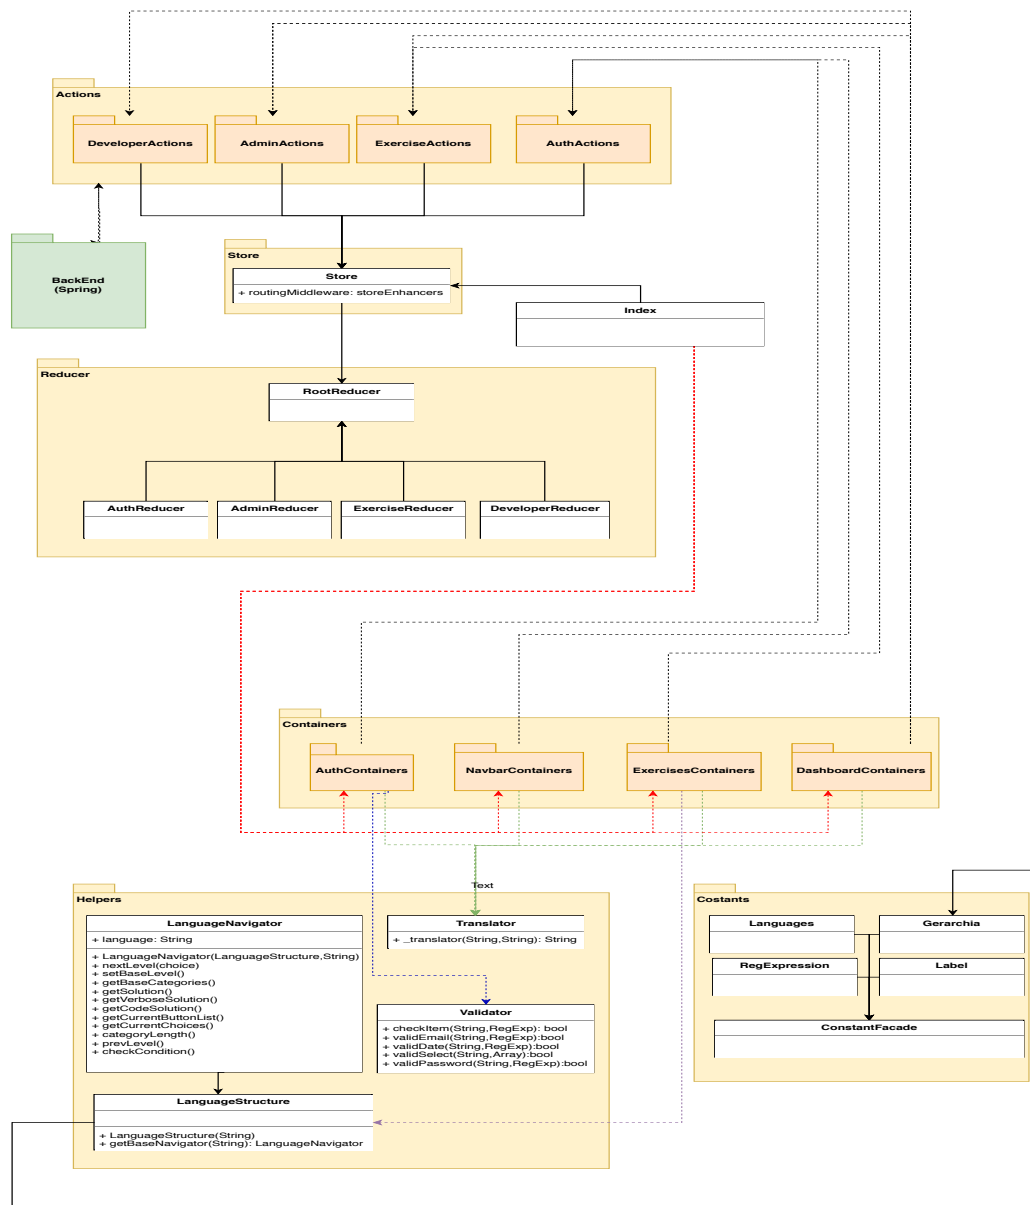 Actions
DeveloperActions
AdminActions
ExerciseActions
AuthActions
BackEnd
(Spring)
Store
Store
+ routingMiddleware: storeEnhancers
Index
Reducer
RootReducer
AuthReducer
AdminReducer
ExerciseReducer
DeveloperReducer
Containers
AuthContainers
NavbarContainers
ExercisesContainers
DashboardContainers
Text
Helpers
LanguageNavigator
+ language: String
+ LanguageNavigator(LanguageStructure,String)
+ nextLevel(choice)
+ setBaseLevel()
+ getBaseCategories()
+ getSolution()
+ getVerboseSolution()
+ getCodeSolution()
+ getCurrentButtonList()
+ getCurrentChoices()
+ categoryLength()
+ prevLevel()
+ checkCondition()
Translator
+ _translator(String,String): String
Validator
+ checkItem(String,RegExp): bool
+ validEmail(String,RegExp):bool
+ validDate(String,RegExp):bool
+ validSelect(String,Array):bool
+ validPassword(String,RegExp):bool
LanguageStructure
+ LanguageStructure(String)
+ getBaseNavigator(String): LanguageNavigator
Costants
Languages
Gerarchia
RegExpression
Label
ConstantFacade